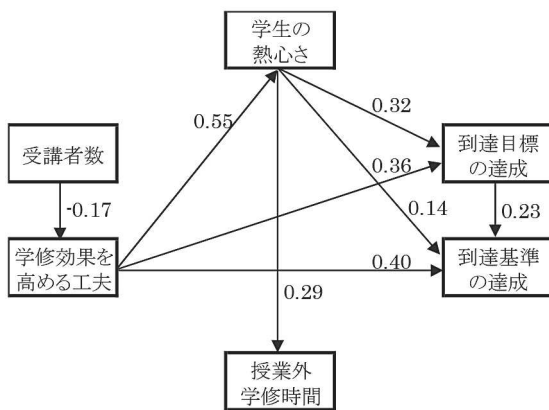 学生の
熱心さ
0.55
0.32
受講者数
到達目標
の達成
0.36
-0.17
0.14
0.23
学修効果を
高める工夫
0.40
到達基準
の達成
0.29
授業外
学修時間